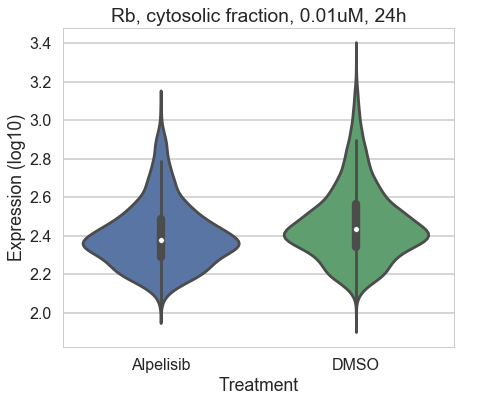 Rb, cytosolic fraction, 0.01uM, 24h
Expression (log10)
3.4
3.2
3.0
2.8
2.6
2.4
2.2
2.0
Alpelisib DMSO
Treatment